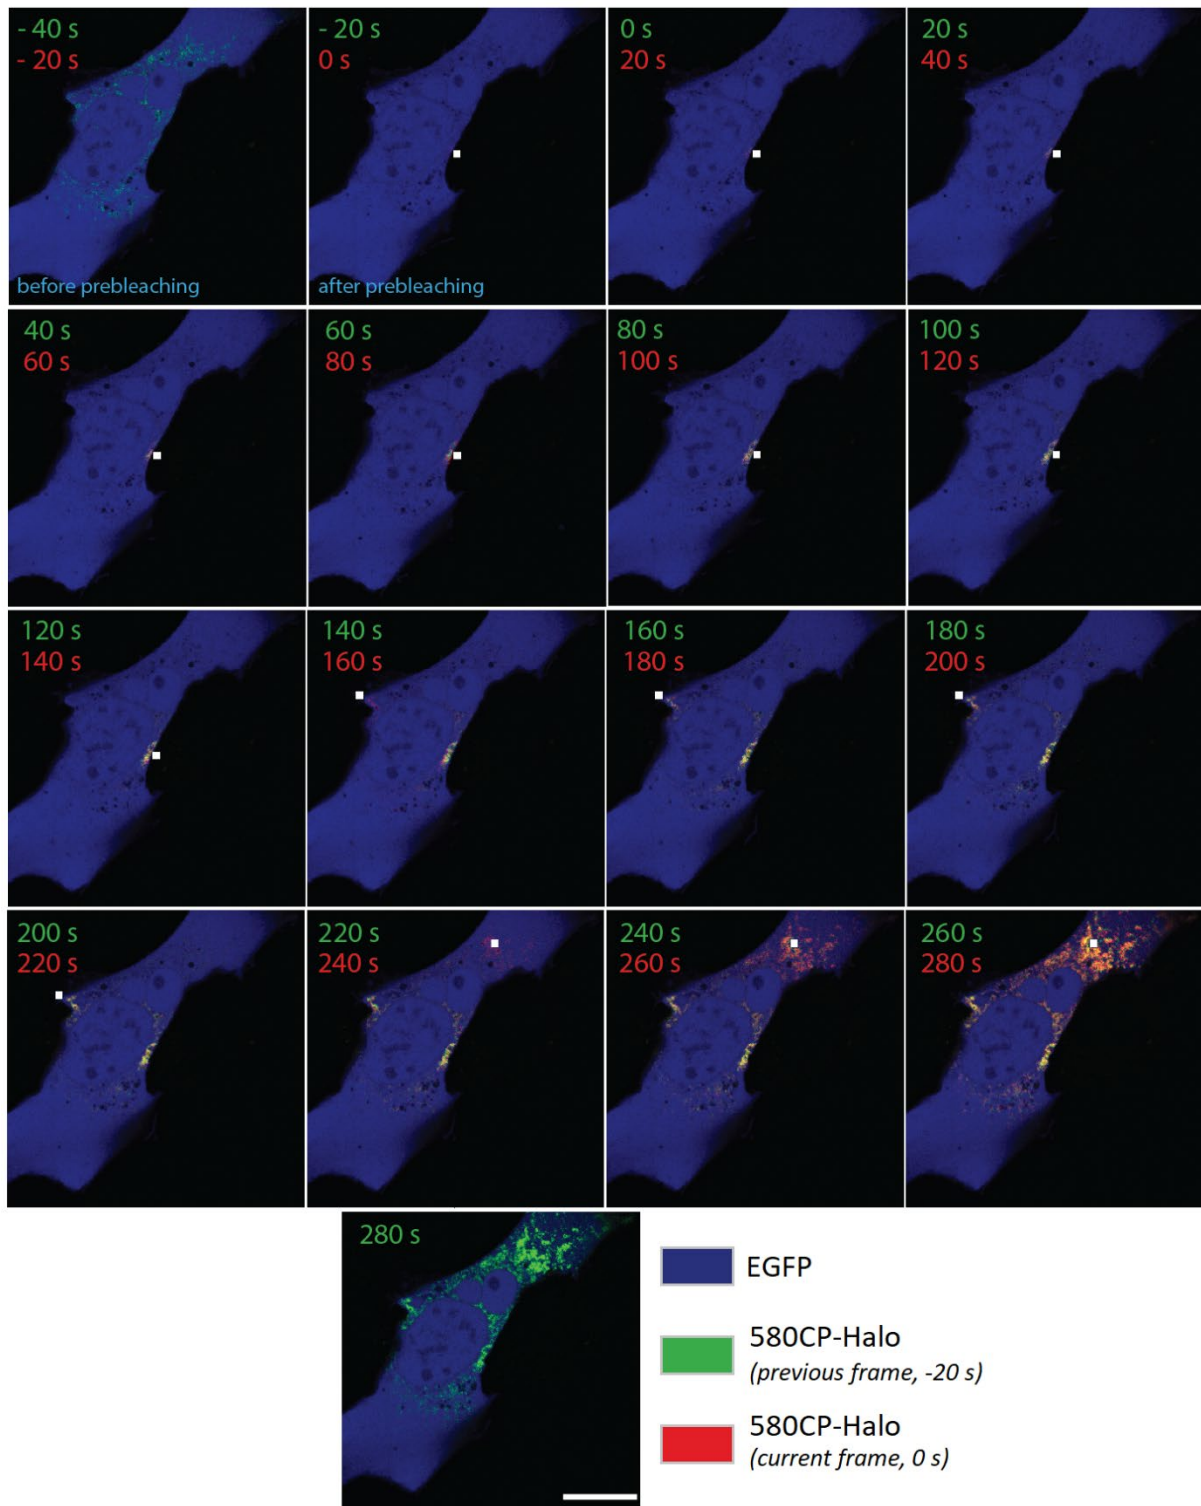 - 40 s
- 20 s
before prebleaching
- 20 s
0 s
after prebleaching
0 s
20 s
20 s
40 s
40 s
60 s
60 s
80 s
80 s
100 s
100 s
120 s
120 s
140 s
140 s
160 s
160 s
180 s
180 s
200 s
200 s
220 s
220 s
240 s
240 s
260 s
260 s
280 s
280 s
EGFP
580CP-Halo
(previous frame, -20 s)
580CP-Halo
(current frame, 0 s)